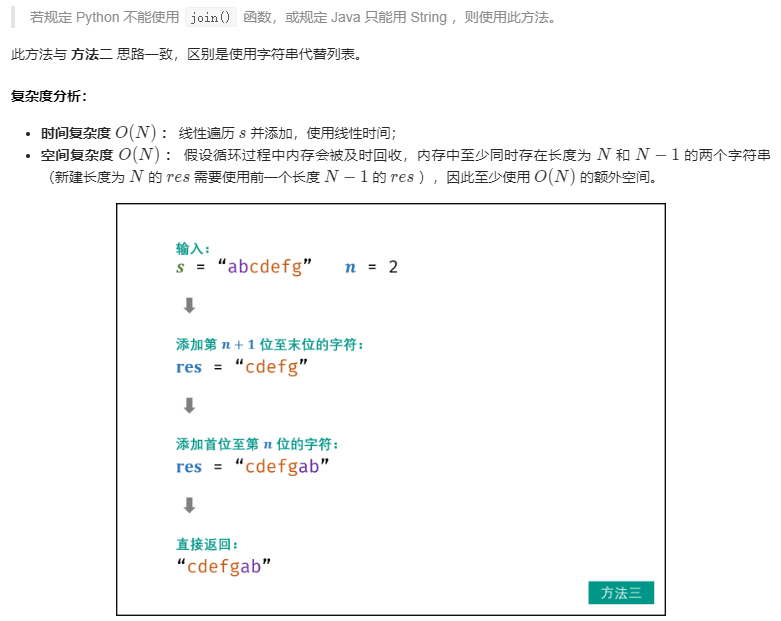 若规定 Python 不能使用 join() 函数，或规定 Java 只能用 String ，则使用此方法。
此方法与 方法二 思路一致，区别是使用字符串代替列表。
复杂度分析：
• 时间复杂度 O(N) ： 线性遍历 s 并添加，使用线性时间；
• 空间复杂度 O(N) ： 假设循环过程中内存会被及时回收，内存中至少同时存在长度为 N 和 N − 1 的两个字符串
（新建长度为 N 的 res 需要使用前一个长度 N − 1 的 res ），因此至少使用 O(N) 的额外空间。
输入：
s = “abcdefg” n = 2
添加第 n + 1 位至末位的字符：
res = “cdefg”
添加首位至第 n 位的字符：
res = “cdefgab”
直接返回：
“cdefgab”
方法三